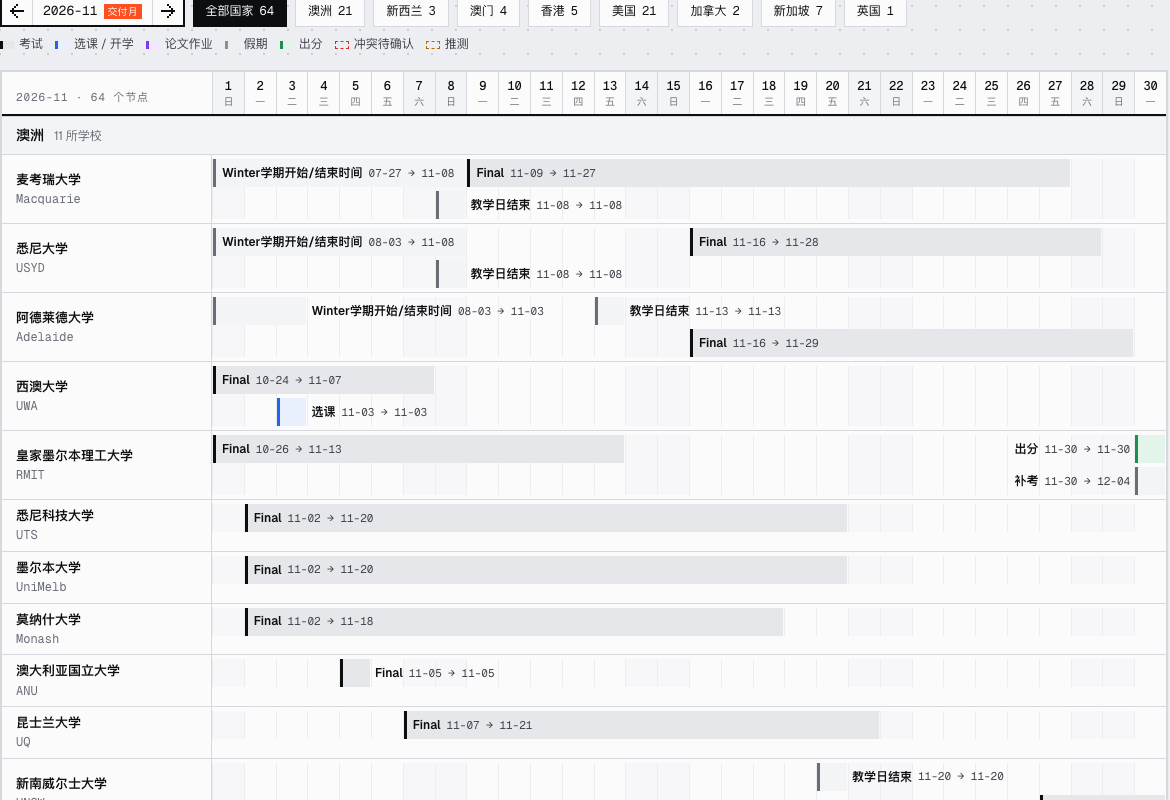 ← 2026-11 交付月 → 全部国家 64 澳洲 21 新西兰 3 澳门 4 香港 5 美国 21 加拿大 2 新加坡 7 英国 1
考试 选课 / 开学 论文作业 假期 出分 冲突待确认 推测
2026-11 · 64 个节点
1 2 3 4 5 6 7 8 9 10 11 12 13 14 15 16 17 18 19 20 21 22 23 24 25 26 27 28 29 30
日 一 二 三 四 五 六 日 一 二 三 四 五 六 日 一 二 三 四 五 六 日 一 二 三 四 五 六 日 一
澳洲 11 所学校
麦考瑞大学
Macquarie
Winter学期开始/结束时间 07-27 → 11-08
Final 11-09 → 11-27
教学日结束 11-08 → 11-08
悉尼大学
USYD
Winter学期开始/结束时间 08-03 → 11-08
Final 11-16 → 11-28
教学日结束 11-08 → 11-08
阿德莱德大学
Adelaide
Winter学期开始/结束时间 08-03 → 11-03
教学日结束 11-13 → 11-13
Final 11-16 → 11-29
西澳大学
UWA
Final 10-24 → 11-07
选课 11-03 → 11-03
皇家墨尔本理工大学
RMIT
Final 10-26 → 11-13
出分 11-30 → 11-30
补考 11-30 → 12-04
悉尼科技大学
UTS
Final 11-02 → 11-20
墨尔本大学
UniMelb
Final 11-02 → 11-20
莫纳什大学
Monash
Final 11-02 → 11-18
澳大利亚国立大学
ANU
Final 11-05 → 11-05
昆士兰大学
UQ
Final 11-07 → 11-21
新南威尔士大学
教学日结束 11-20 → 11-20